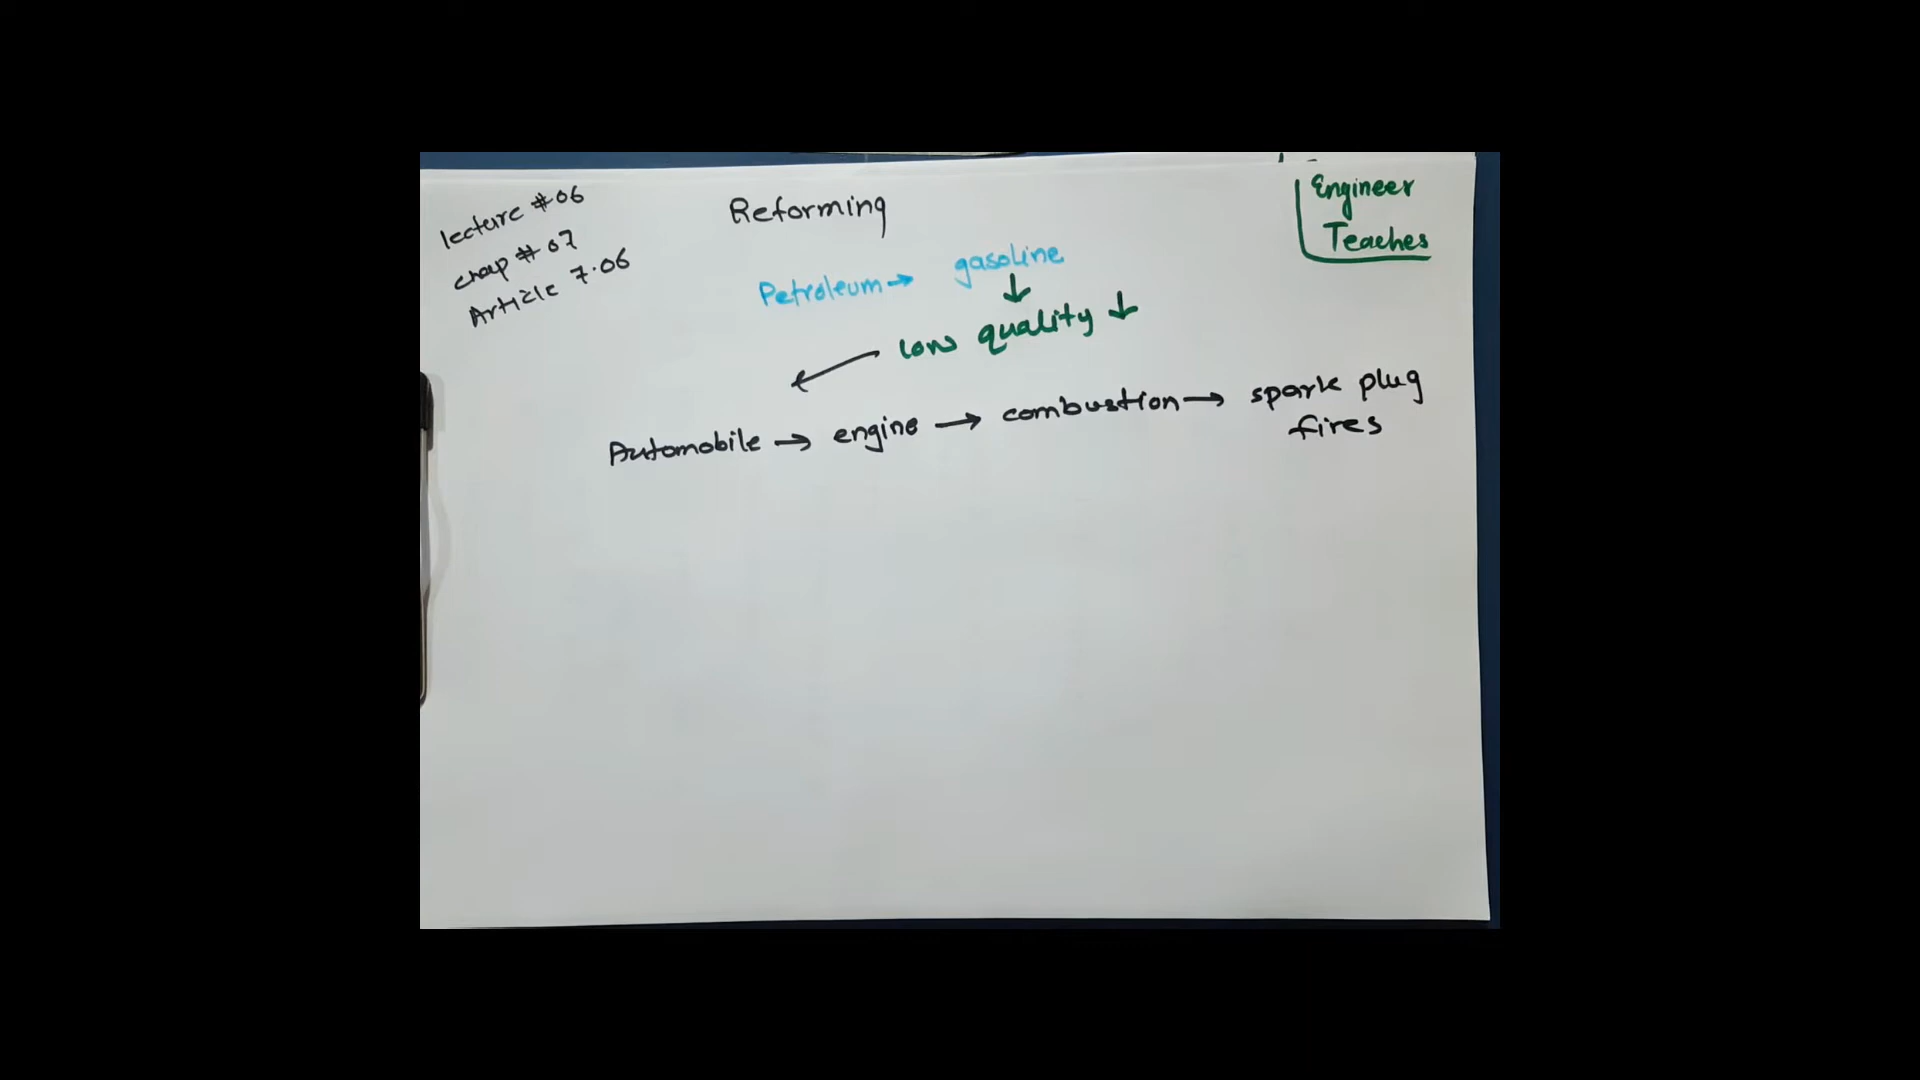 lecture #06
chap #07
Article 7.06
Reforming
Engineer
Teaches
Petroleum → gasoline
↓
low quality ↓
Automobile → engine → combustion → spark plug
fires